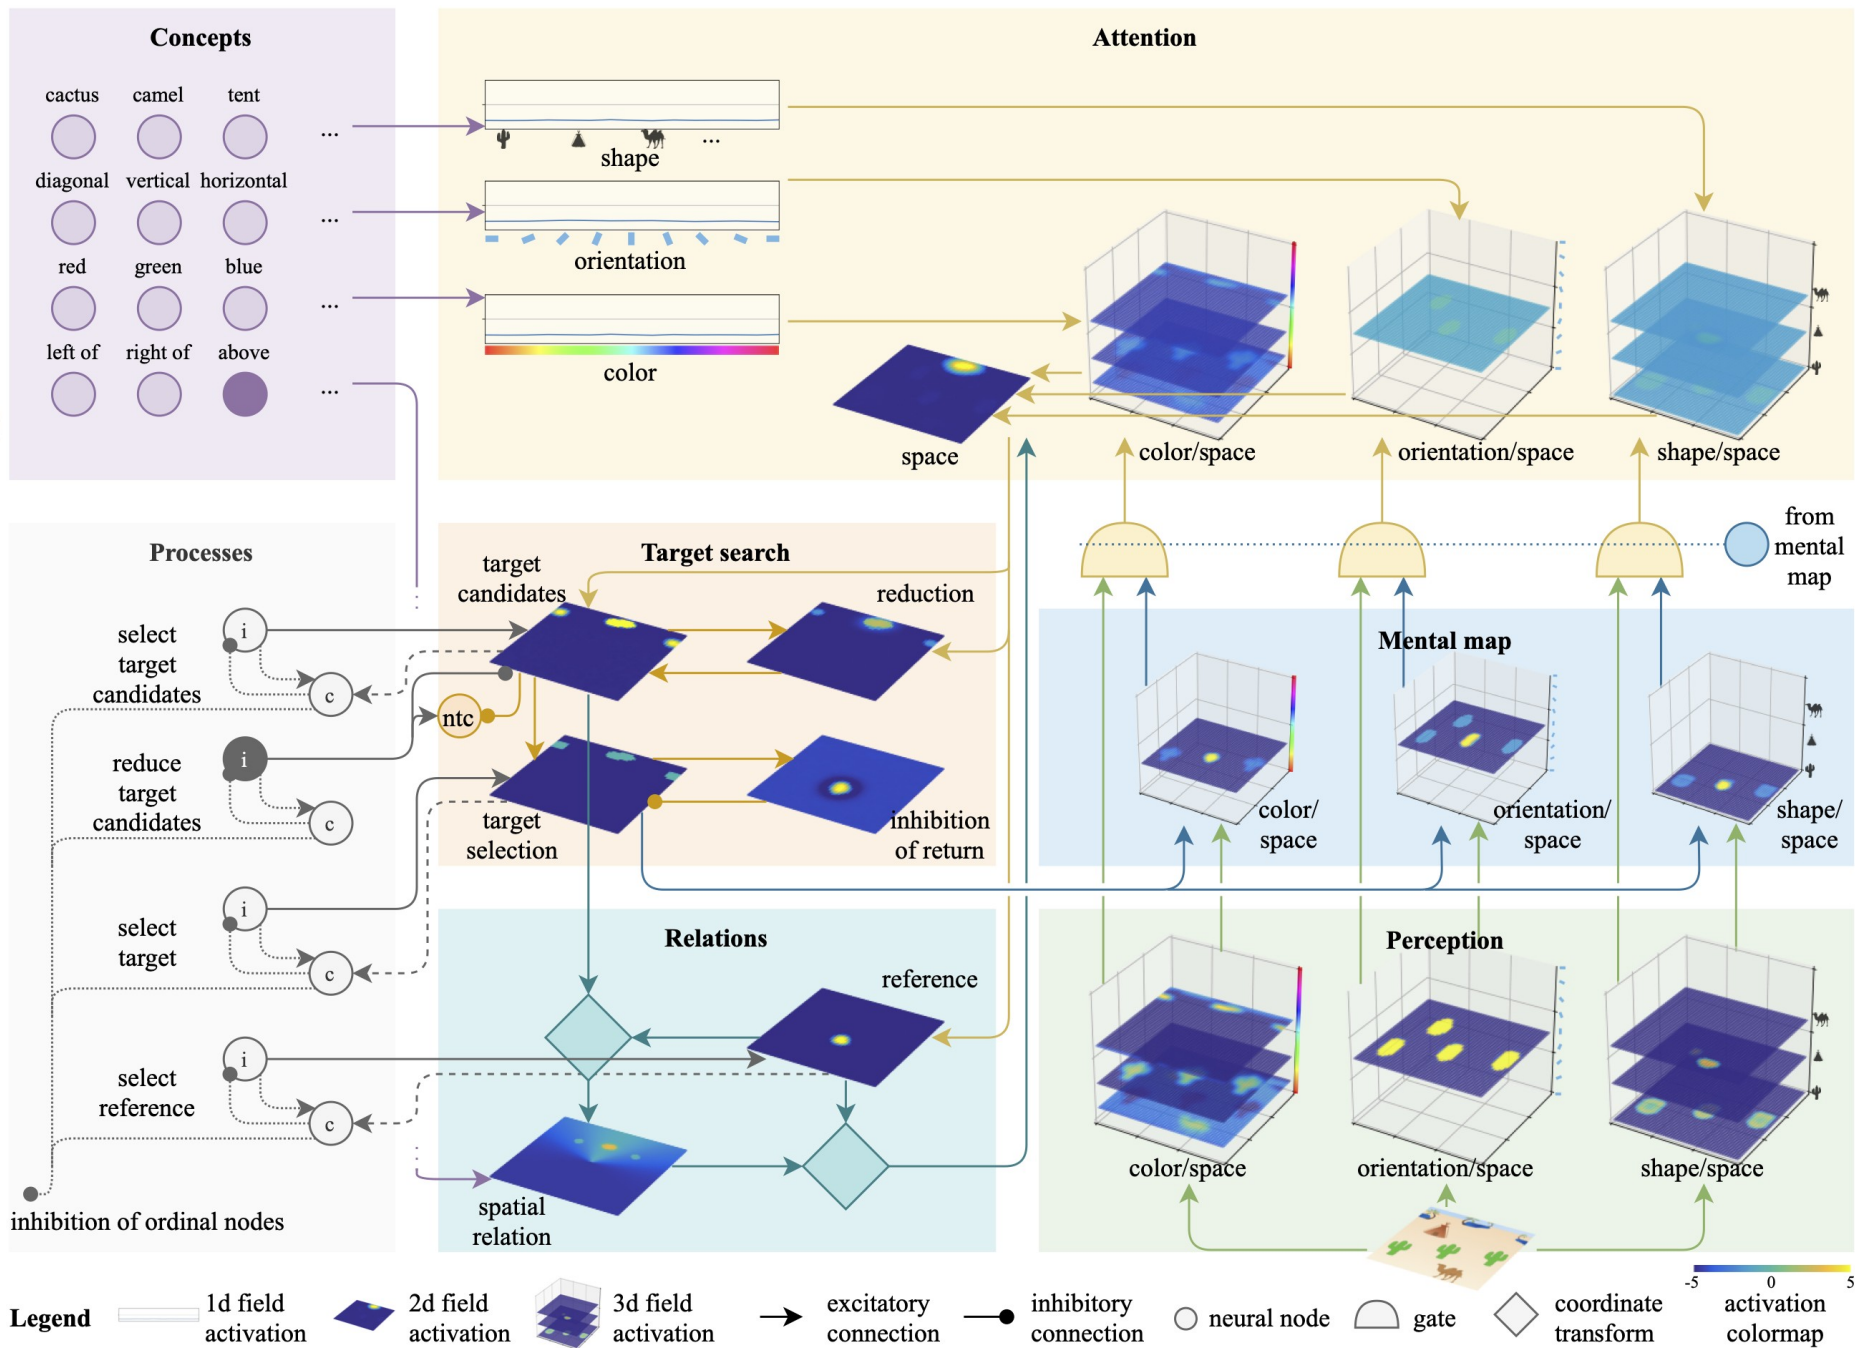 Concepts
cactus camel tent
...
diagonal vertical horizontal
...
red green blue
...
left of right of above
...
Attention
...
shape
orientation
color
space
color/space
orientation/space
shape/space
Processes
select
target
candidates
i
c
reduce
target
candidates
i
c
select
target
i
c
select
reference
i
c
inhibition of ordinal nodes
Target search
target
candidates
reduction
ntc
target
selection
inhibition
of return
from
mental
map
Mental map
color/
space
orientation/
space
shape/
space
Relations
reference
spatial
relation
Perception
color/space
orientation/space
shape/space
Legend
1d field
activation
2d field
activation
3d field
activation
excitatory
connection
inhibitory
connection
neural node
gate
coordinate
transform
-5 0 5
activation
colormap